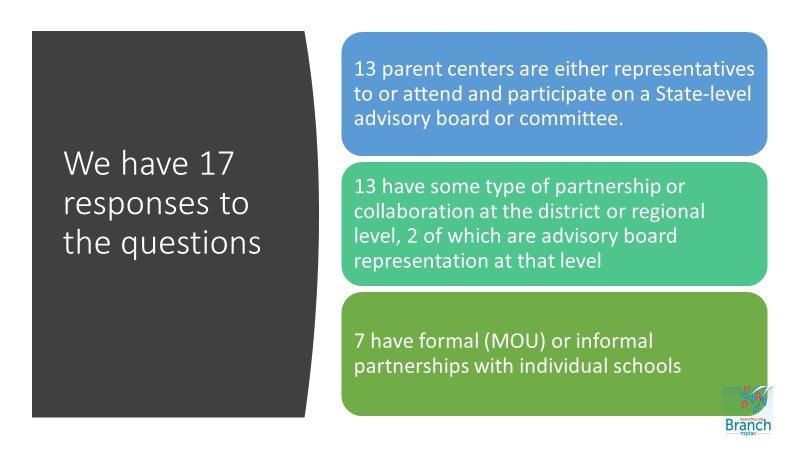 We have 17
responses to
the questions
13 parent centers are either representatives
to or attend and participate on a State-level
advisory board or committee.
13 have some type of partnership or
collaboration at the district or regional
level, 2 of which are advisory board
representation at that level
7 have formal (MOU) or informal
partnerships with individual schools
Branch